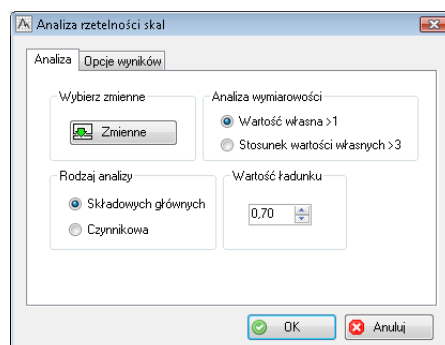 Analiza rzetelności skal
Analiza
Opcje wyników
Wybierz zmienne
Zmienne
Analiza wymiarowości
Wartość własna >1
Stosunek wartości własnych >3
Rodzaj analizy
Składowych głównych
Czynnikowa
Wartość ładunku
0,70
OK
Anuluj